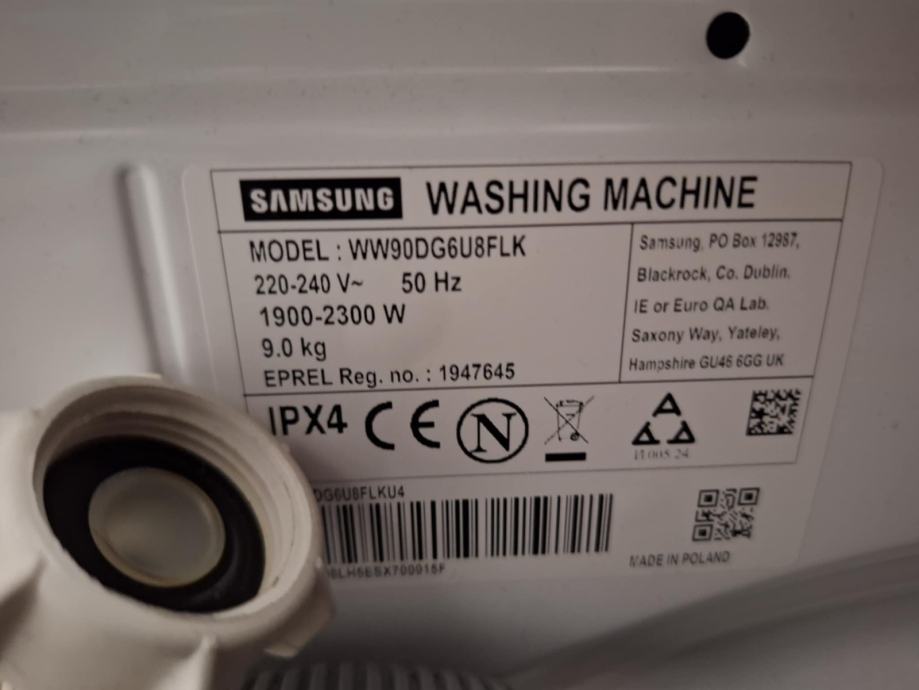 SAMSUNG WASHING MACHINE
MODEL : WW90DG6U8FLK
220-240 V~ 50 Hz
1900-2300 W
9.0 kg
EPREL Reg. no. : 1947645
Samsung, PO Box 12987,
Blackrock, Co. Dublin.
IE or Euro QA Lab.
Saxony Way, Yateley,
Hampshire GU46 6GG UK
IPX4 CE N
DG6U8FLKU4
MADE IN POLAND